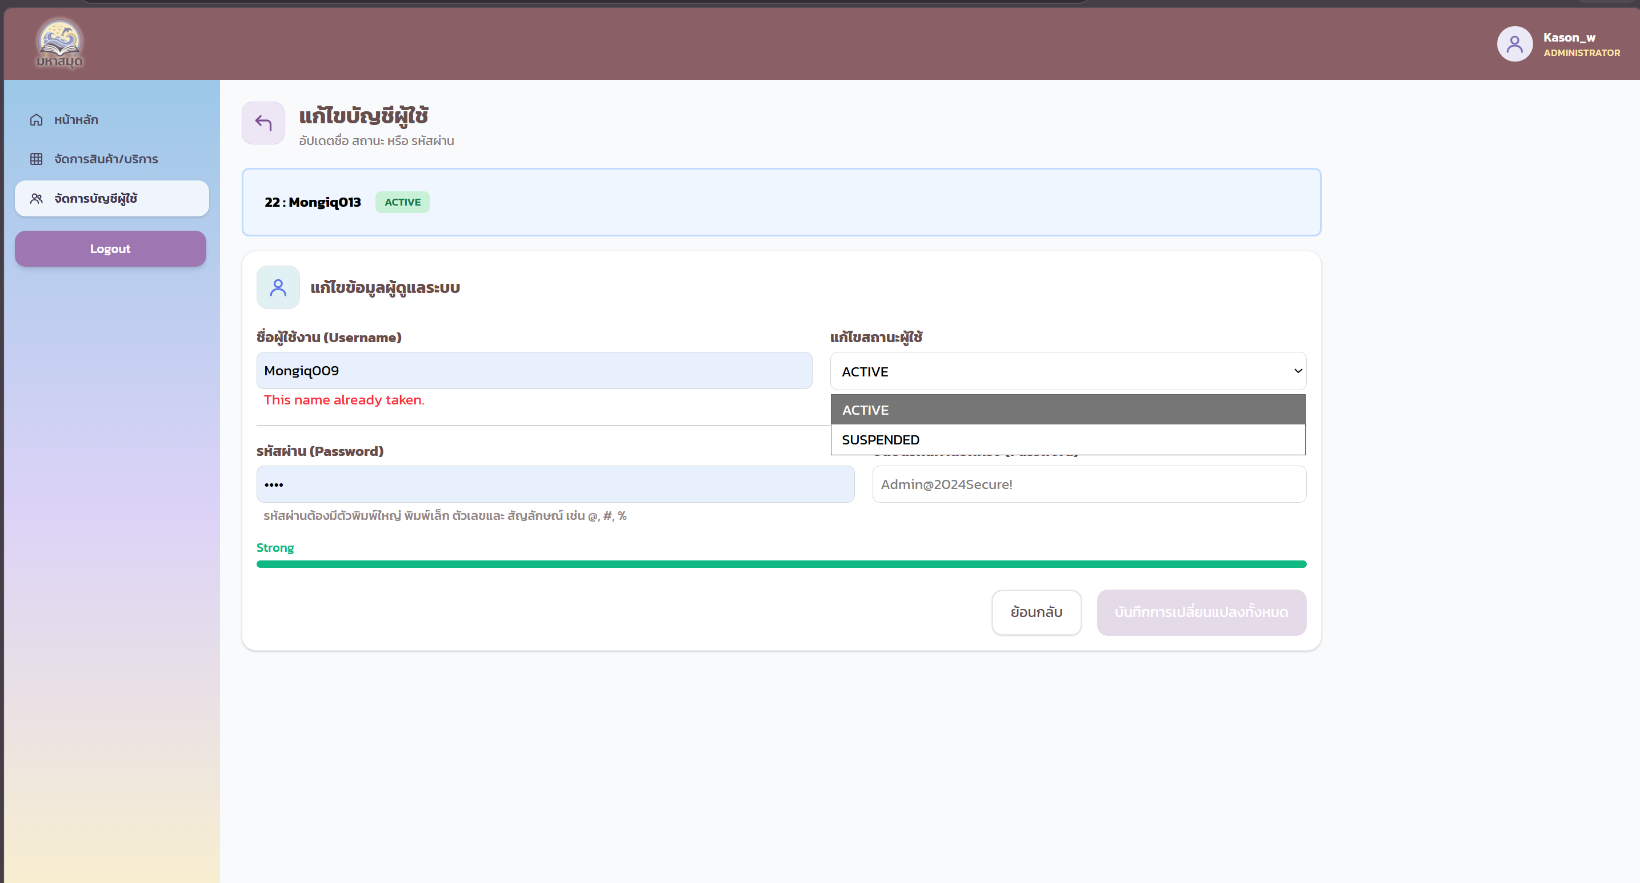 มหาสมุด
Kason_w
ADMINISTRATOR
หน้าหลัก
จัดการสินค้า/บริการ
จัดการบัญชีผู้ใช้
Logout
แก้ไขบัญชีผู้ใช้
อัปเดตชื่อ สถานะ หรือ รหัสผ่าน
22 : Mongiq013 ACTIVE
แก้ไขข้อมูลผู้ดูแลระบบ
ชื่อผู้ใช้งาน (Username)
Mongiq009
This name already taken.
แก้ไขสถานะผู้ใช้
ACTIVE
ACTIVE
SUSPENDED
รหัสผ่าน (Password)
••••
รหัสผ่านต้องมีตัวพิมพ์ใหญ่ พิมพ์เล็ก ตัวเลขและ สัญลักษณ์ เช่น @, #, %
Admin@2024Secure!
Strong
ย้อนกลับ
บันทึกการเปลี่ยนแปลงทั้งหมด